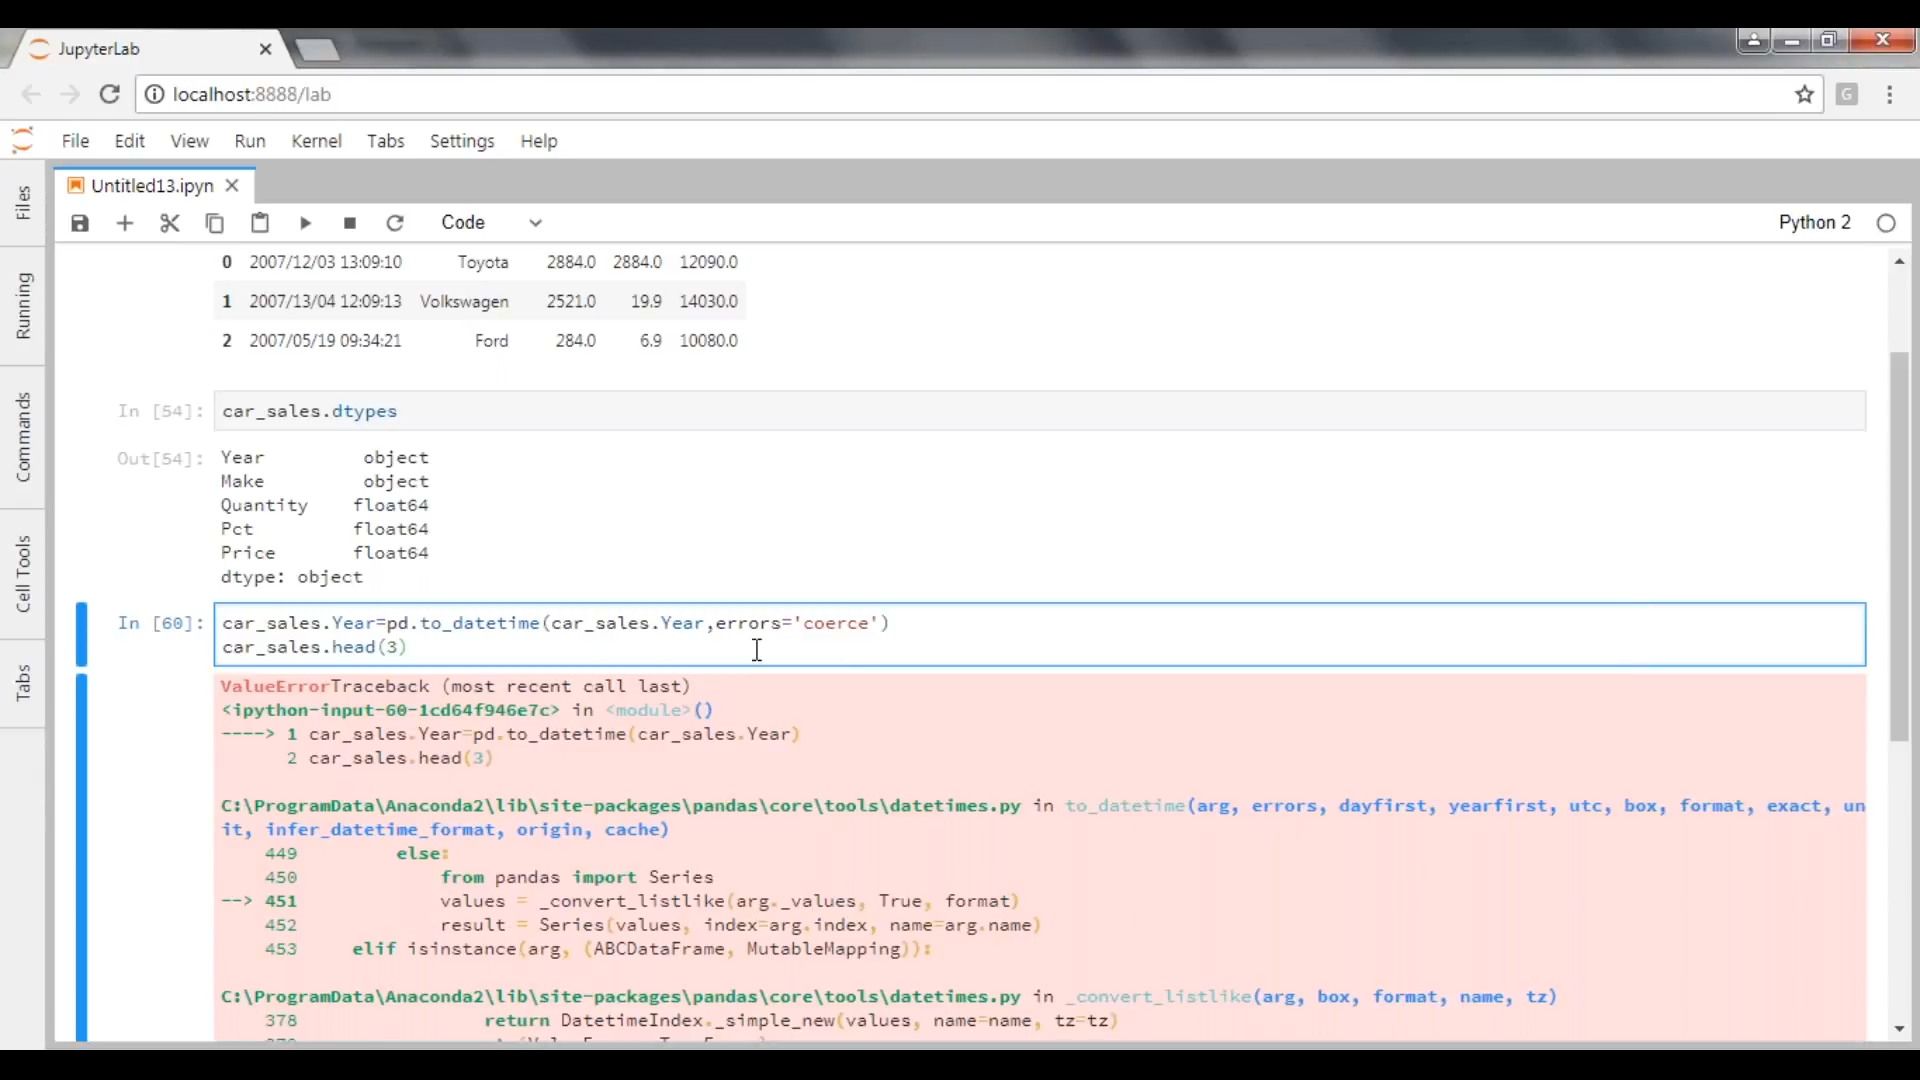 JupyterLab
localhost:8888/lab
G
File Edit View Run Kernel Tabs Settings Help
Untitled13.ipyn
Code
Python 2
Files
Running
Commands
Cell Tools
Tabs
0 2007/12/03 13:09:10 Toyota 2884.0 2884.0 12090.0
1 2007/13/04 12:09:13 Volkswagen 2521.0 19.9 14030.0
2 2007/05/19 09:34:21 Ford 284.0 6.9 10080.0
In [54]: car_sales.dtypes
Out[54]: Year object
Make object
Quantity float64
Pct float64
Price float64
dtype: object
In [60]: car_sales.Year=pd.to_datetime(car_sales.Year,errors='coerce')
car_sales.head(3)
ValueErrorTraceback (most recent call last)
<ipython-input-60-1cd64f946e7c> in <module>()
----> 1 car_sales.Year=pd.to_datetime(car_sales.Year)
2 car_sales.head(3)
C:\ProgramData\Anaconda2\lib\site-packages\pandas\core\tools\datetimes.py in to_datetime(arg, errors, dayfirst, yearfirst, utc, box, format, exact, un
it, infer_datetime_format, origin, cache)
449 else:
450 from pandas import Series
--> 451 values = _convert_listlike(arg._values, True, format)
452 result = Series(values, index=arg.index, name=arg.name)
453 elif isinstance(arg, (ABCDataFrame, MutableMapping)):
C:\ProgramData\Anaconda2\lib\site-packages\pandas\core\tools\datetimes.py in _convert_listlike(arg, box, format, name, tz)
378 return DatetimeIndex._simple_new(values, name=name, tz=tz)